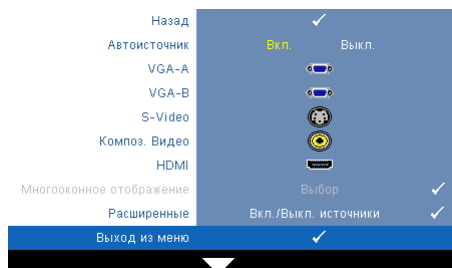 Назад
Автоисточник Вкл. Выкл.
VGA-A
VGA-B
S-Video
Композ. Видео
HDMI
Многооконное отображение Выбор
Расширенные Вкл./Выкл. источники
Выход из меню